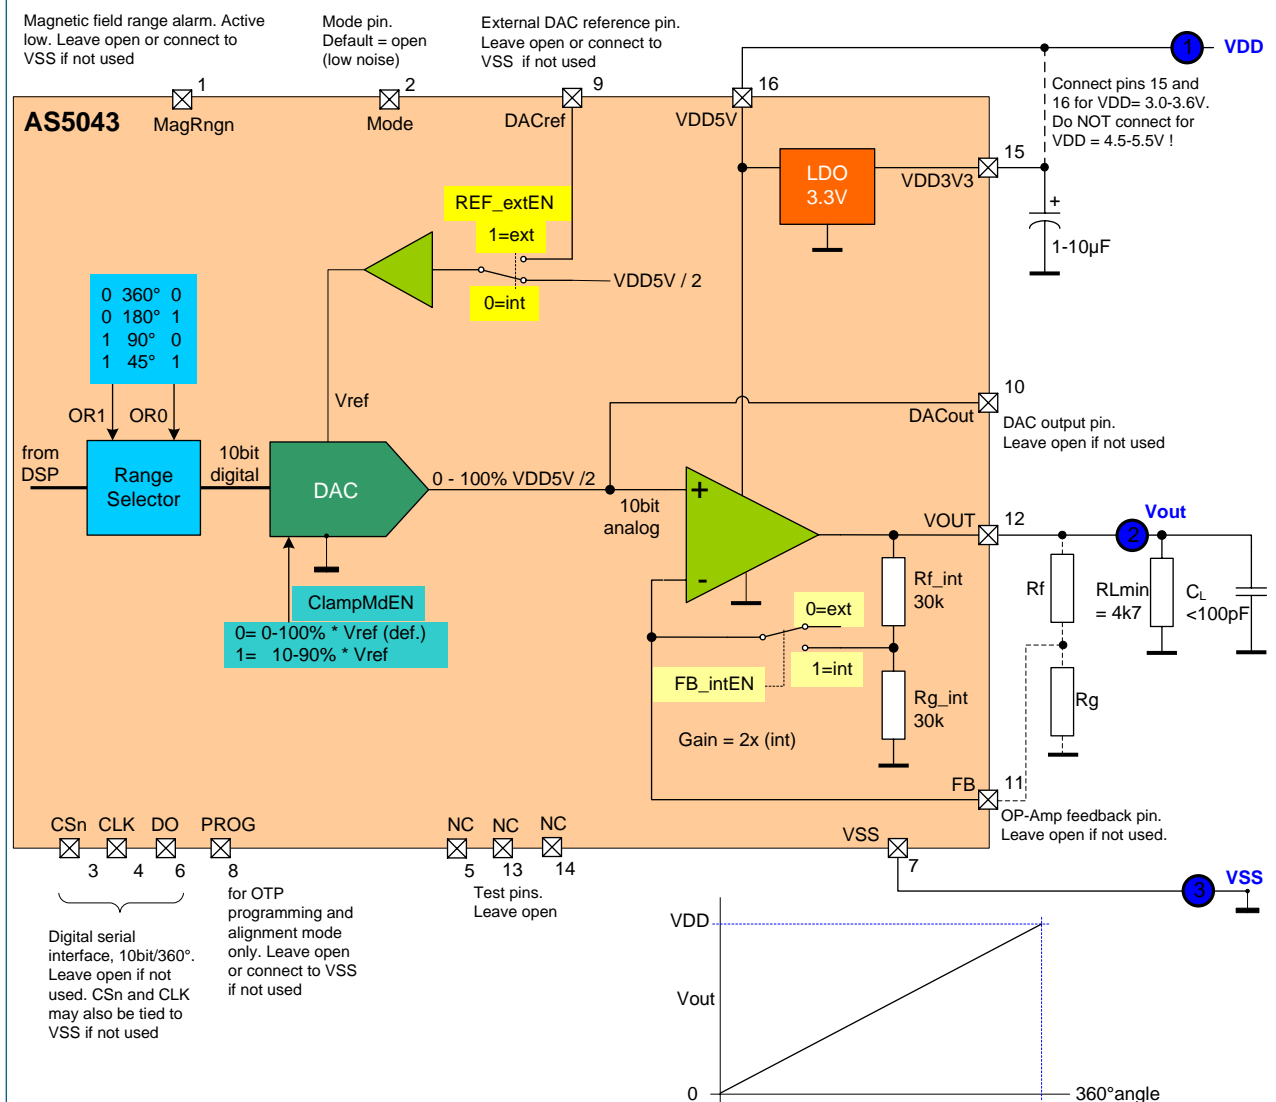 Magnetic field range alarm. Active
low. Leave open or connect to
VSS if not used
Mode pin.
Default = open
(low noise)
External DAC reference pin.
Leave open or connect to
VSS if not used
1
2
9
16
1
VDD
Connect pins 15 and
16 for VDD= 3.0-3.6V.
Do NOT connect for
VDD = 4.5-5.5V !
AS5043
MagRngn
Mode
DACref
VDD5V
15
LDO
3.3V
VDD3V3
+
1-10µF
REF_extEN
1=ext
VDD5V / 2
0=int
0 360° 0
0 180° 1
1 90° 0
1 45° 1
OR1
OR0
Vref
10
DACout
DAC output pin.
Leave open if not used
from
DSP
Range
Selector
10bit
digital
DAC
0 - 100% VDD5V /2
10bit
analog
+
-
VOUT
12
Vout
2
Rf
RLmin
= 4k7
CL
<100pF
Rf_int
30k
ClampMdEN
0= 0-100% * Vref (def.)
1= 10-90% * Vref
0=ext
1=int
FB_intEN
Rg_int
30k
Rg
Gain = 2x (int)
FB
11
OP-Amp feedback pin.
Leave open if not used.
CSn
CLK
DO
PROG
NC
NC
NC
VSS
3
4
6
8
5
13
14
7
3
VSS
Digital serial
interface, 10bit/360°.
Leave open if not
used. CSn and CLK
may also be tied to
VSS if not used
for OTP
programming and
alignment mode
only. Leave open
or connect to VSS
if not used
Test pins.
Leave open
VDD
Vout
0
360°angle